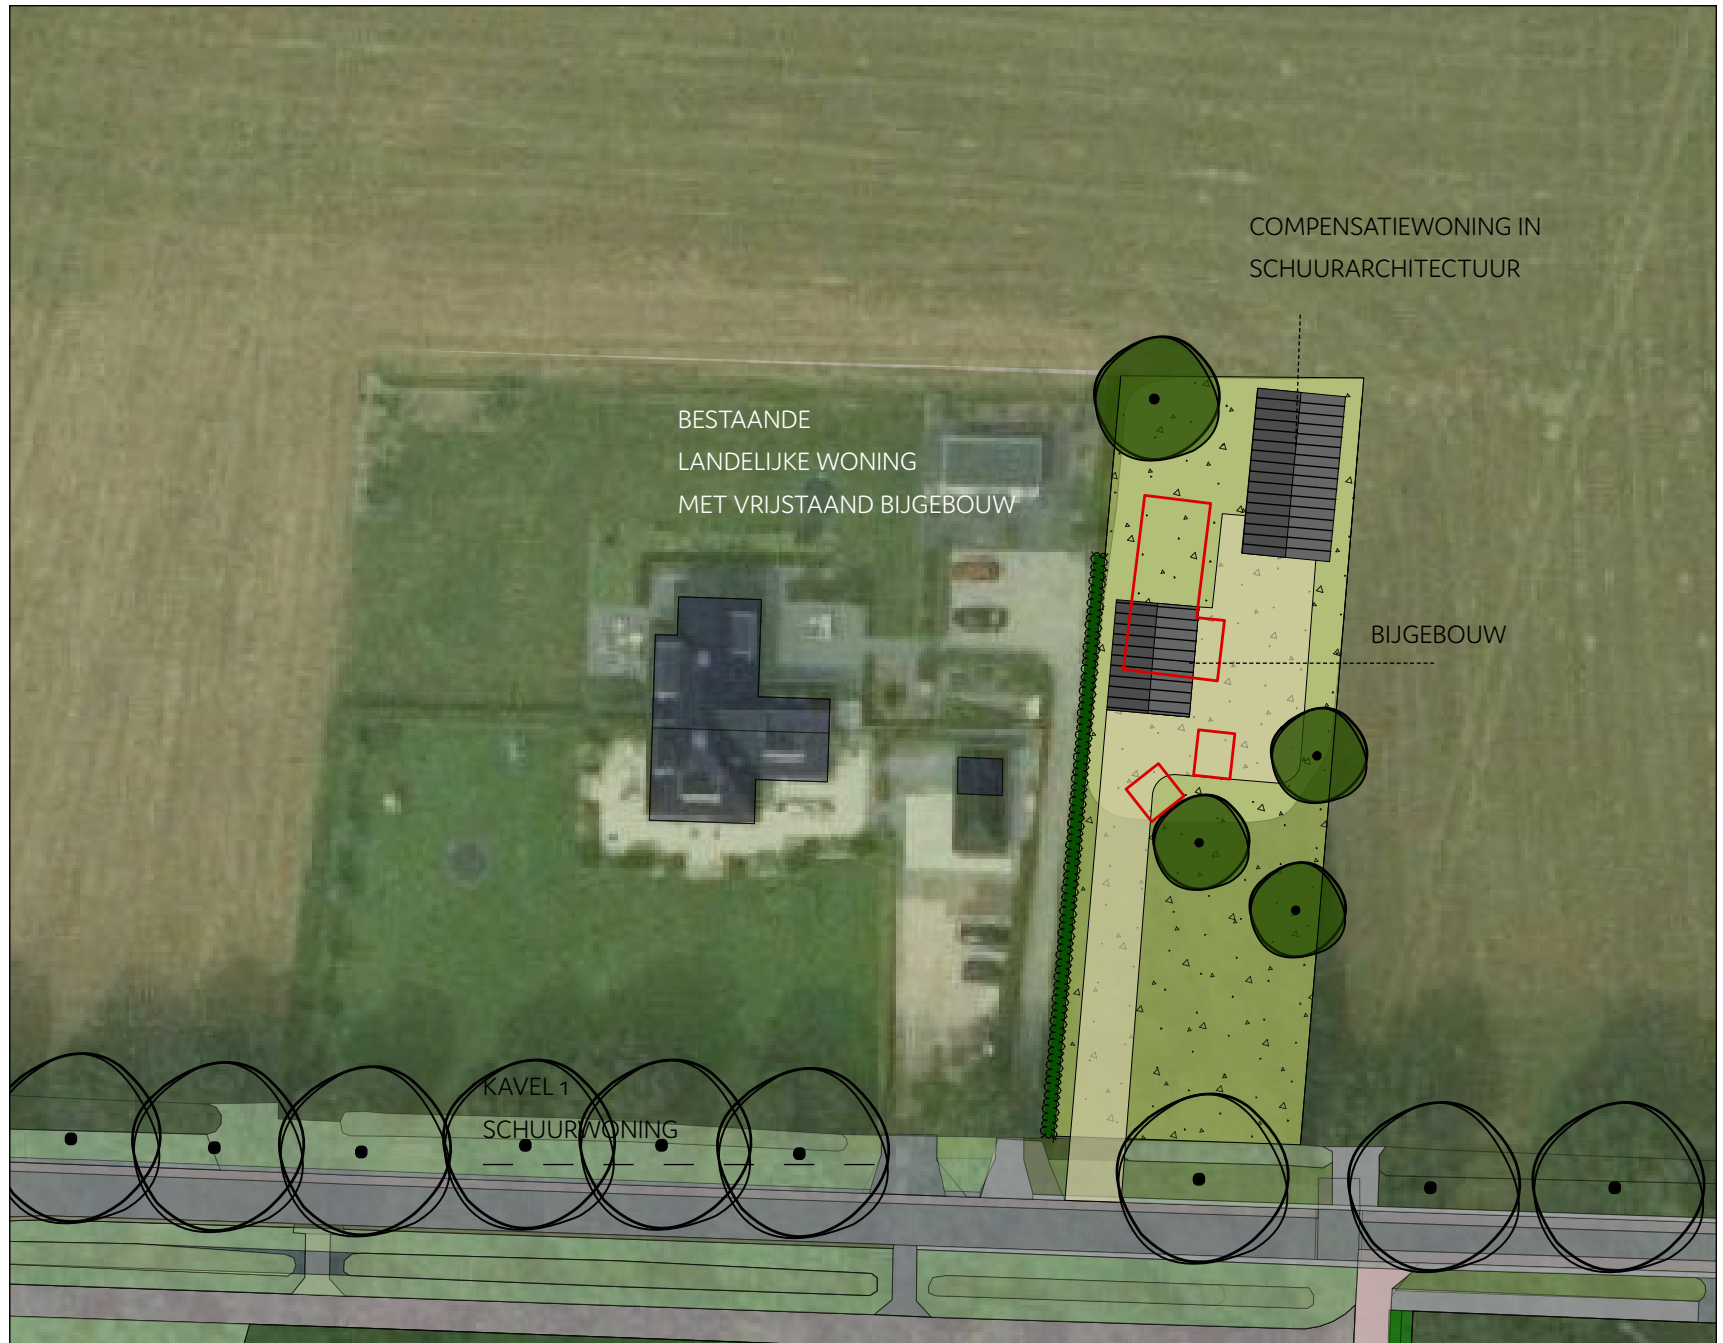 COMPENSATIEWONING IN
SCHUURARCHITECTUUR
BESTAANDE
LANDELIJKE WONING
MET VRIJSTAAND BIJGEBOUW
BIJGEBOUW
KAVEL 1
SCHUURWONING